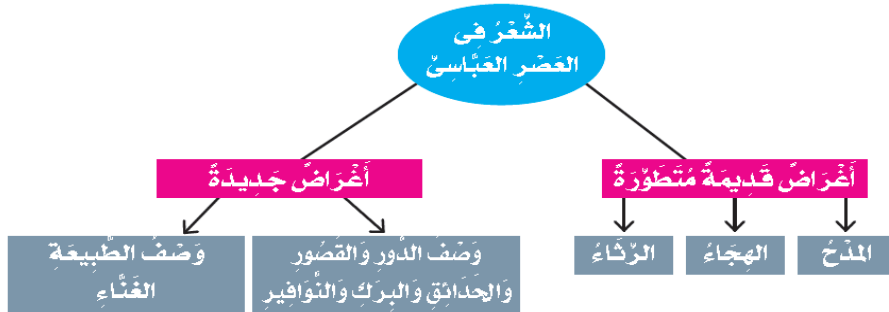 الشِّعْرُ فِى
العَصْرِ العَبَّاسِىِّ
أَغْرَاضٌ قَدِيمَةٌ مُتَطَوِّرَةٌ
أَغْرَاضٌ جَدِيدَةٌ
المَدْحُ
الهِجَاءُ
الرِّثَاءُ
وَصْفُ الدُّورِ وَالقُصُورِ
وَالحَدَائِقِ وَالبِرَكِ وَالنَّوَافِيرِ
وَصْفُ الطَّبِيعَةِ
الغَنَّاءِ